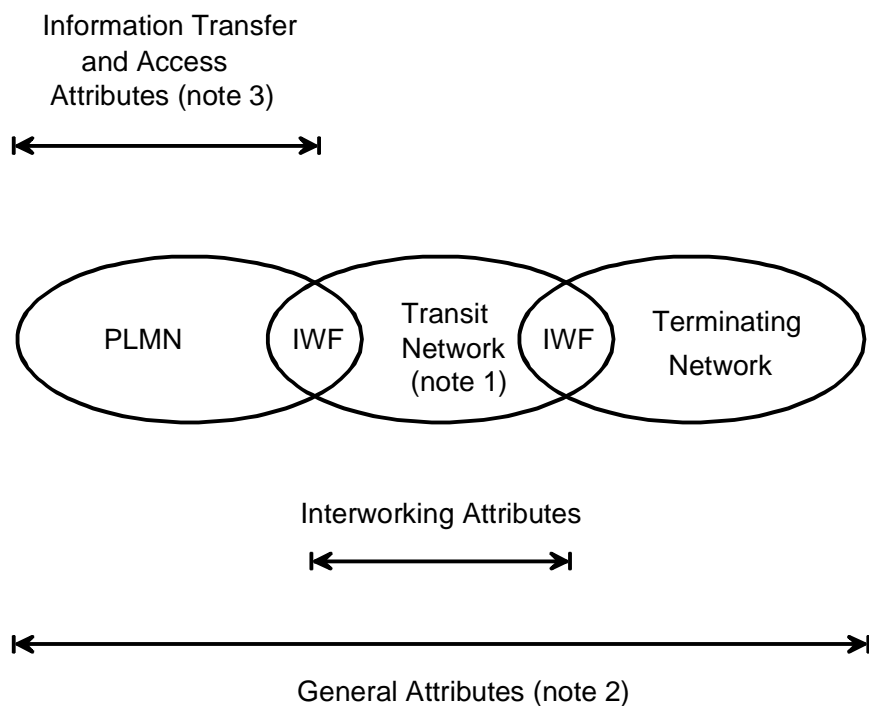 Information Transfer
and Access
Attributes (note 3)
PLMN
IWF
Transit
Network
(note 1)
IWF
Terminating
Network
Interworking Attributes
General Attributes (note 2)